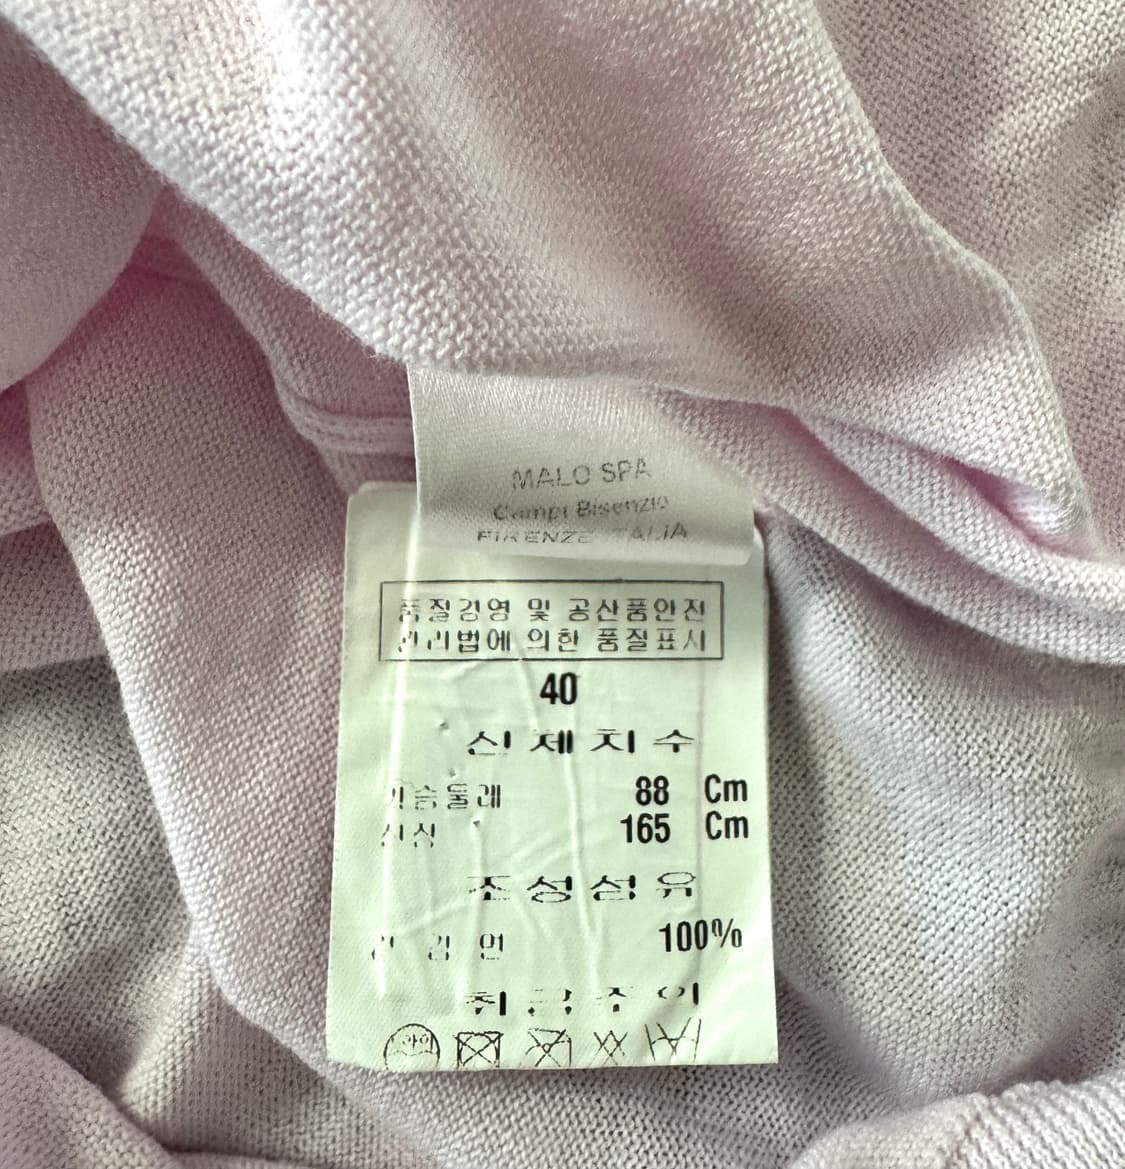 MALO SPA
Campi Bisenzio
FIRENZE ITALIA
품질경영 및 공산품안전
관리법에 의한 품질표시
40
신체치수
가슴둘레 88 Cm
신장 165 Cm
조성섬유
면 100%
취급주의